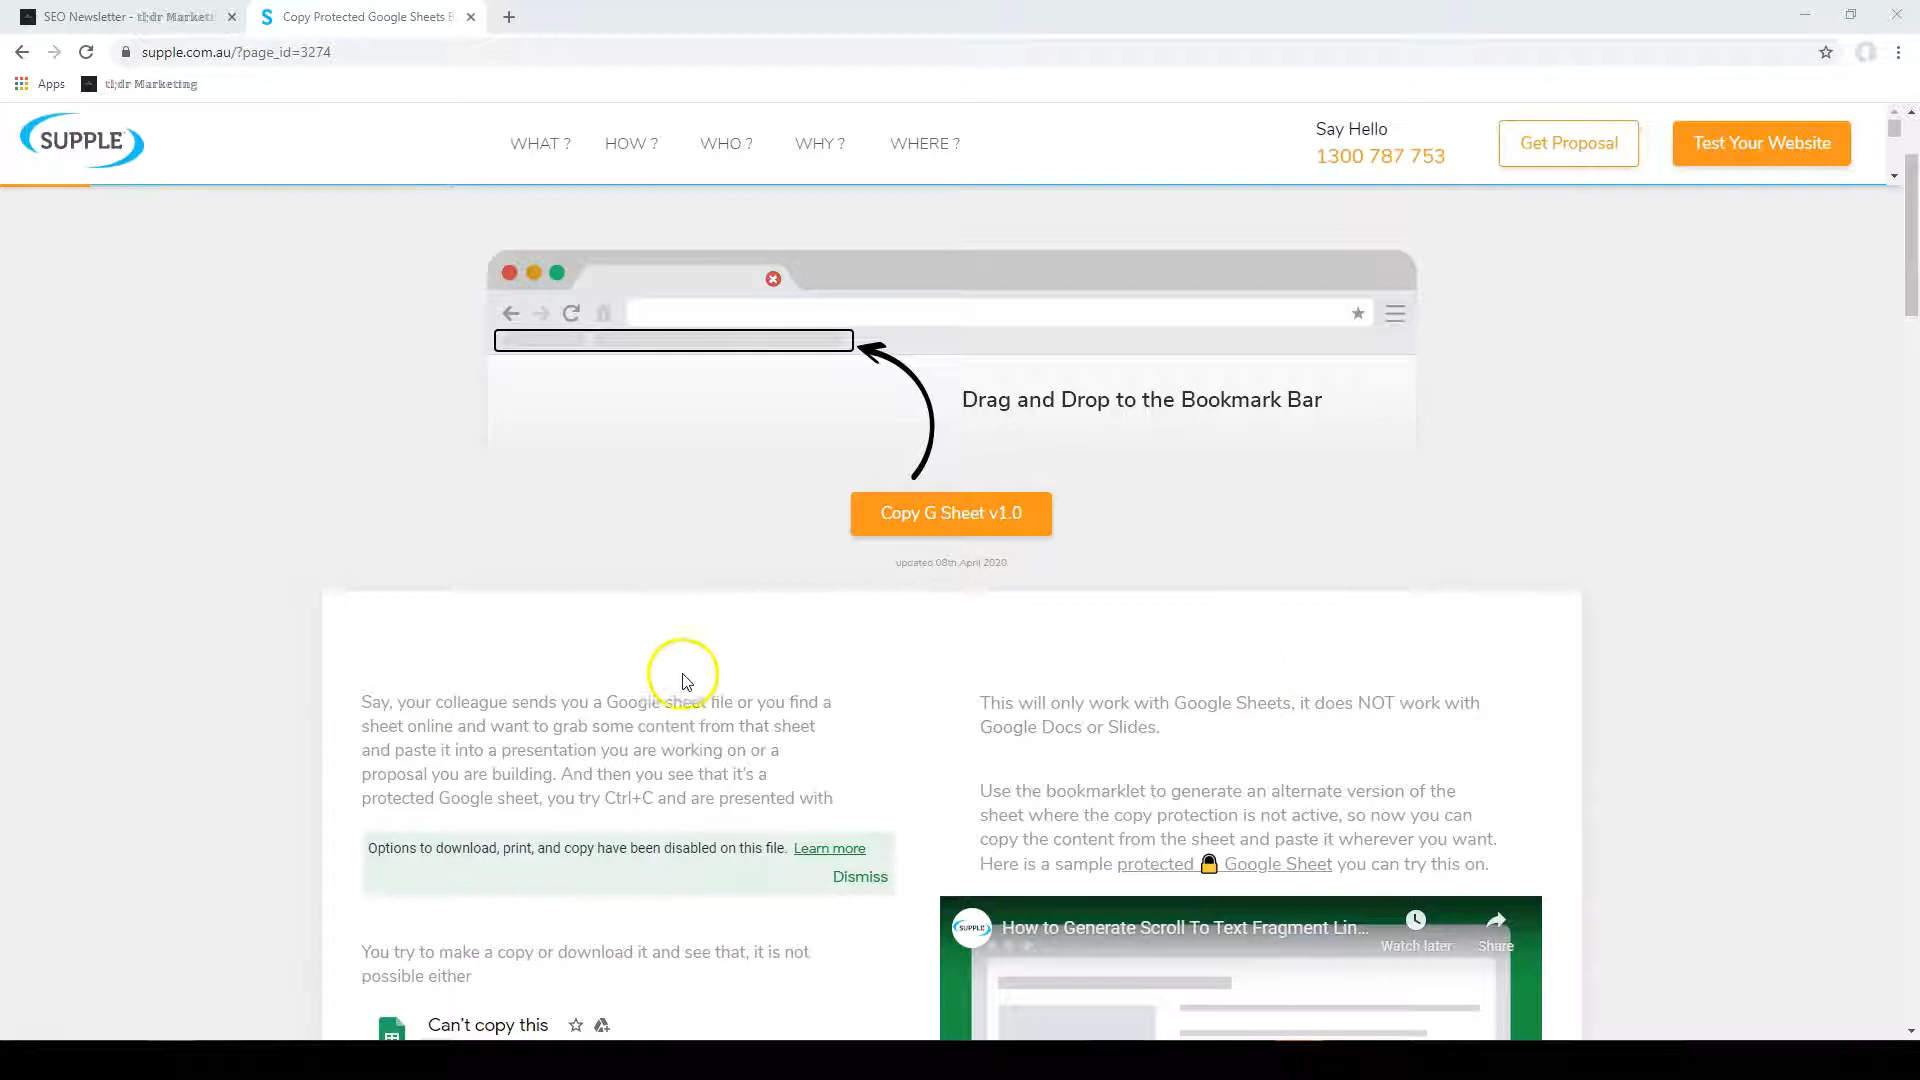 SEO Newsletter - tl;dr Marketi
Copy Protected Google Sheets B
supple.com.au/?page_id=3274
Apps
tl;dr Marketing
SUPPLE
WHAT ?
HOW ?
WHO ?
WHY ?
WHERE ?
Say Hello
1300 787 753
Get Proposal
Test Your Website
Drag and Drop to the Bookmark Bar
Copy G Sheet v1.0
updated 08th April 2020
Say, your colleague sends you a Google sheet file or you find a
sheet online and want to grab some content from that sheet
and paste it into a presentation you are working on or a
proposal you are building. And then you see that it's a
protected Google sheet, you try Ctrl+C and are presented with
Options to download, print, and copy have been disabled on this file. Learn more
Dismiss
You try to make a copy or download it and see that, it is not
possible either
Can't copy this
This will only work with Google Sheets, it does NOT work with
Google Docs or Slides.
Use the bookmarklet to generate an alternate version of the
sheet where the copy protection is not active, so now you can
copy the content from the sheet and paste it wherever you want.
Here is a sample protected 🔒 Google Sheet you can try this on.
SUPPLE
How to Generate Scroll To Text Fragment Lin...
Watch later
Share